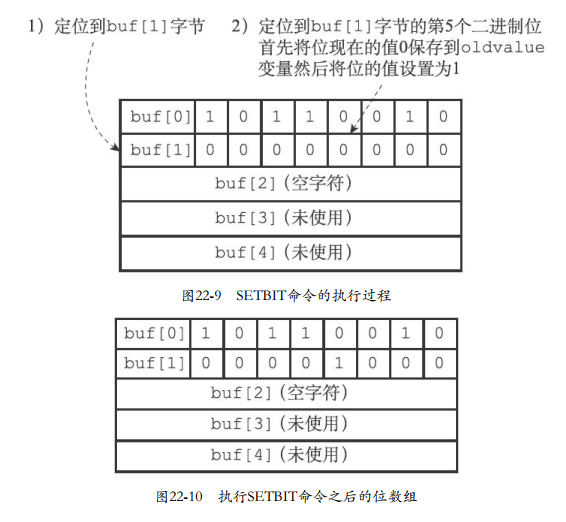 1）定位到buf[1]字节
2）定位到buf[1]字节的第5个二进制位
首先将位现在的值0保存到oldvalue
变量然后将位的值设置为1
buf[0] 1 0 1 1 0 0 1 0
buf[1] 0 0 0 0 0 0 0 0
buf[2]（空字符）
buf[3]（未使用）
buf[4]（未使用）
图22-9 SETBIT命令的执行过程
buf[0] 1 0 1 1 0 0 1 0
buf[1] 0 0 0 0 1 0 0 0
buf[2]（空字符）
buf[3]（未使用）
buf[4]（未使用）
图22-10 执行SETBIT命令之后的位数组